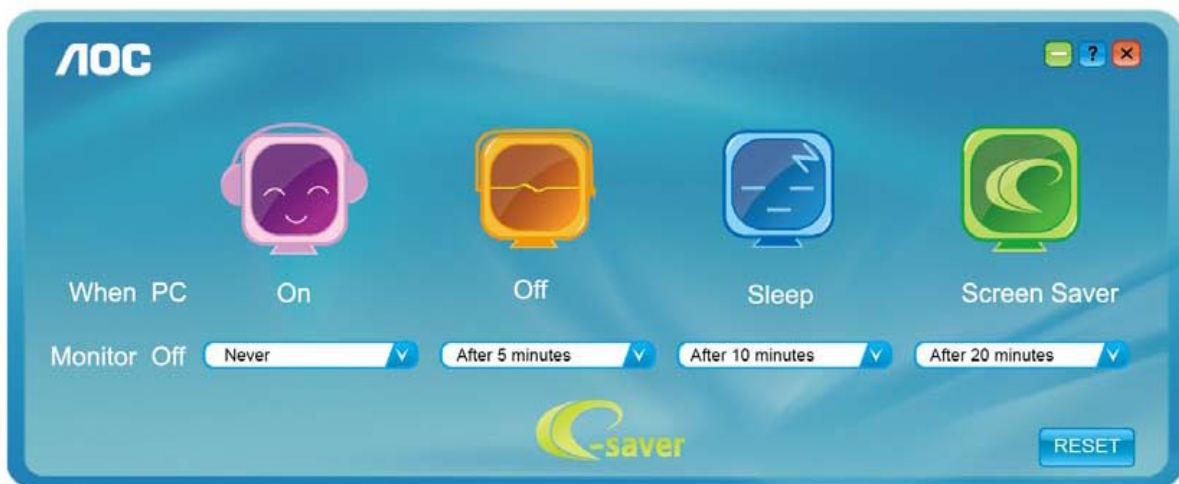 AOC
?
When PC On Off Sleep Screen Saver
Monitor Off Never After 5 minutes After 10 minutes After 20 minutes
e-saver
RESET